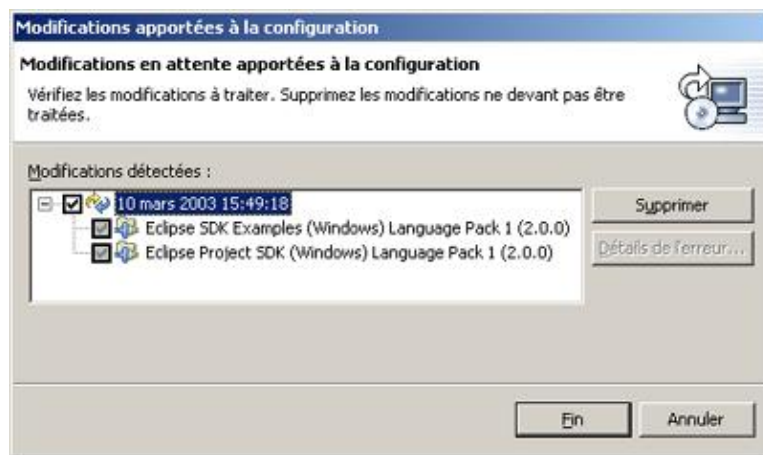 Modifications apportées à la configuration
Modifications en attente apportées à la configuration
Vérifiez les modifications à traiter. Supprimez les modifications ne devant pas être
traitées.
Modifications détectées :
10 mars 2003 15:49:18
Supprimer
Eclipse SDK Examples (Windows) Language Pack 1 (2.0.0)
Eclipse Project SDK (Windows) Language Pack 1 (2.0.0)
Détails de l'erreur...
Fin
Annuler